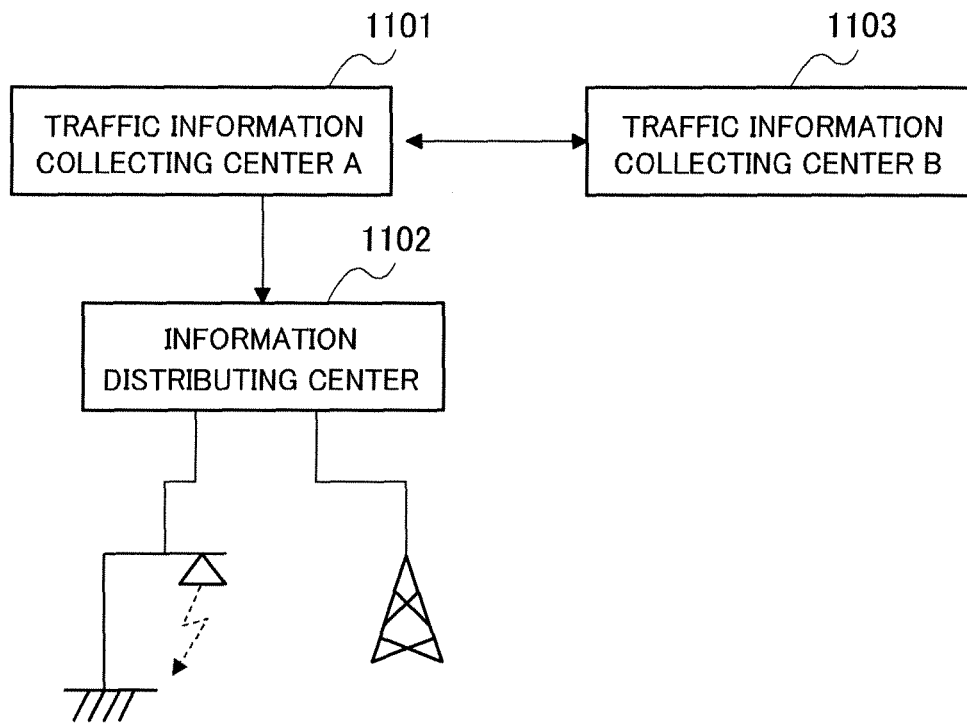 1101
1103
TRAFFIC INFORMATION
COLLECTING CENTER A
TRAFFIC INFORMATION
COLLECTING CENTER B
1102
INFORMATION
DISTRIBUTING CENTER